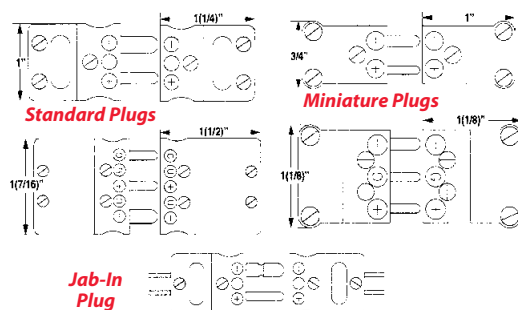 1(1/4)"
1"
1"
3/4"
Standard Plugs
Miniature Plugs
1(1/2)"
1(1/8)"
1(7/16)"
1(1/8)"
Jab-In
Plug